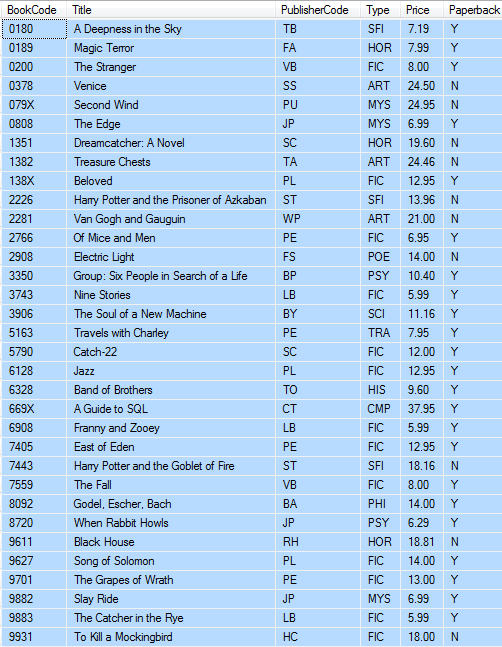 BookCode Title PublisherCode Type Price Paperback
0180 A Deepness in the Sky TB SFI 7.19 Y
0189 Magic Terror FA HOR 7.99 Y
0200 The Stranger VB FIC 8.00 Y
0378 Venice SS ART 24.50 N
079X Second Wind PU MYS 24.95 N
0808 The Edge JP MYS 6.99 Y
1351 Dreamcatcher: A Novel SC HOR 19.60 N
1382 Treasure Chests TA ART 24.46 N
138X Beloved PL FIC 12.95 Y
2226 Harry Potter and the Prisoner of Azkaban ST SFI 13.96 N
2281 Van Gogh and Gauguin WP ART 21.00 N
2766 Of Mice and Men PE FIC 6.95 Y
2908 Electric Light FS POE 14.00 N
3350 Group: Six People in Search of a Life BP PSY 10.40 Y
3743 Nine Stories LB FIC 5.99 Y
3906 The Soul of a New Machine BY SCI 11.16 Y
5163 Travels with Charley PE TRA 7.95 Y
5790 Catch-22 SC FIC 12.00 Y
6128 Jazz PL FIC 12.95 Y
6328 Band of Brothers TO HIS 9.60 Y
669X A Guide to SQL CT CMP 37.95 Y
6908 Franny and Zooey LB FIC 5.99 Y
7405 East of Eden PE FIC 12.95 Y
7443 Harry Potter and the Goblet of Fire ST SFI 18.16 N
7559 The Fall VB FIC 8.00 Y
8092 Godel, Escher, Bach BA PHI 14.00 Y
8720 When Rabbit Howls JP PSY 6.29 Y
9611 Black House RH HOR 18.81 N
9627 Song of Solomon PL FIC 14.00 Y
9701 The Grapes of Wrath PE FIC 13.00 Y
9882 Slay Ride JP MYS 6.99 Y
9883 The Catcher in the Rye LB FIC 5.99 Y
9931 To Kill a Mockingbird HC FIC 18.00 N